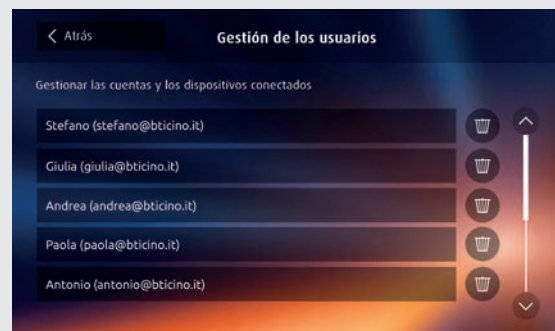 Atrás
Gestión de los usuarios
Gestionar las cuentas y los dispositivos conectados
Stefano (stefano@bticino.it)
Giulia (giulia@bticino.it)
Andrea (andrea@bticino.it)
Paola (paola@bticino.it)
Antonio (antonio@bticino.it)